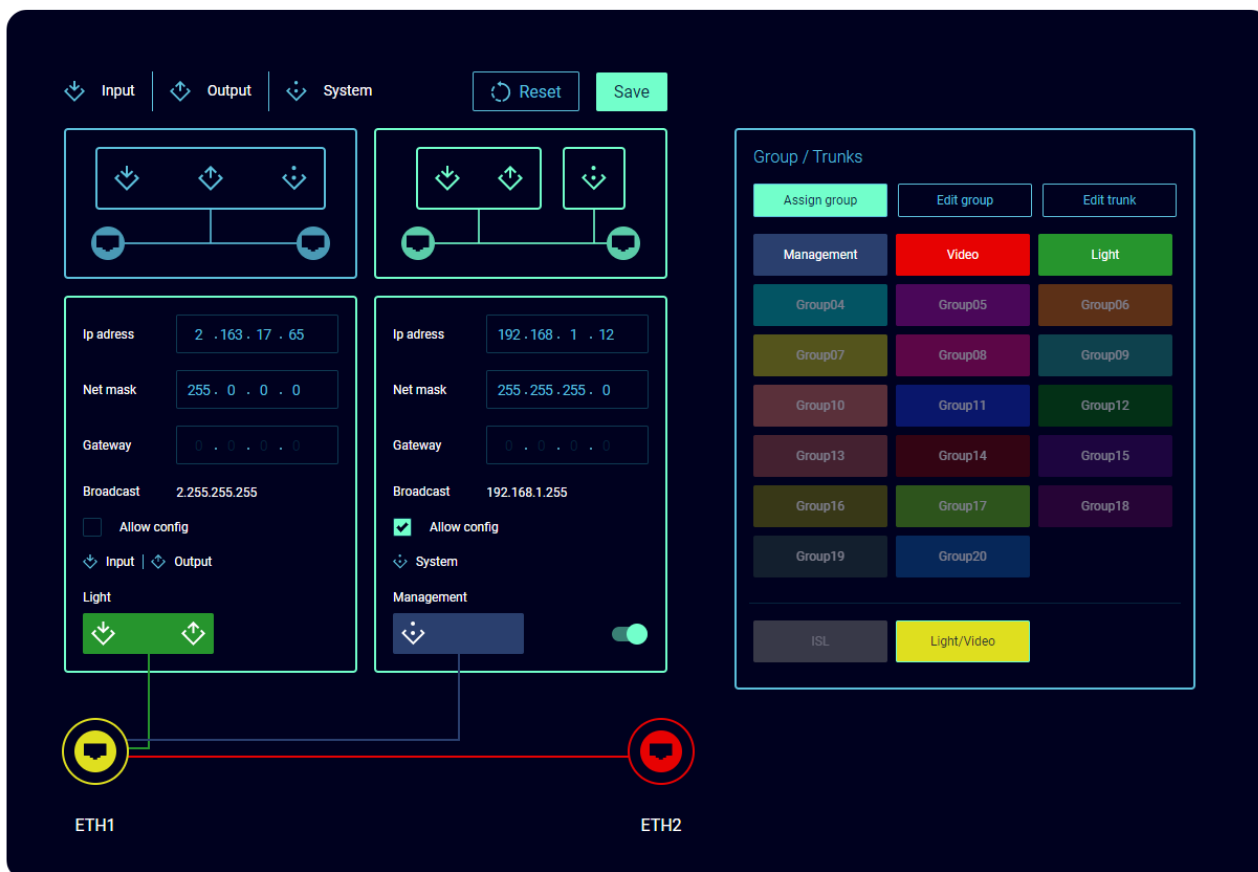 Input Output System Reset Save
Group / Trunks
Assign group Edit group Edit trunk
Management Video Light
Group04 Group05 Group06
Group07 Group08 Group09
Group10 Group11 Group12
Group13 Group14 Group15
Group16 Group17 Group18
Group19 Group20
ISL Light/Video
Ip adress 2 .163. 17 . 65
Net mask 255. 0 . 0 . 0
Gateway 0 . 0 . 0 . 0
Broadcast 2.255.255.255
Allow config
Input | Output
Light
Ip adress 192.168. 1 . 12
Net mask 255.255.255. 0
Gateway 0 . 0 . 0 . 0
Broadcast 192.168.1.255
Allow config
System
Management
ETH1 ETH2